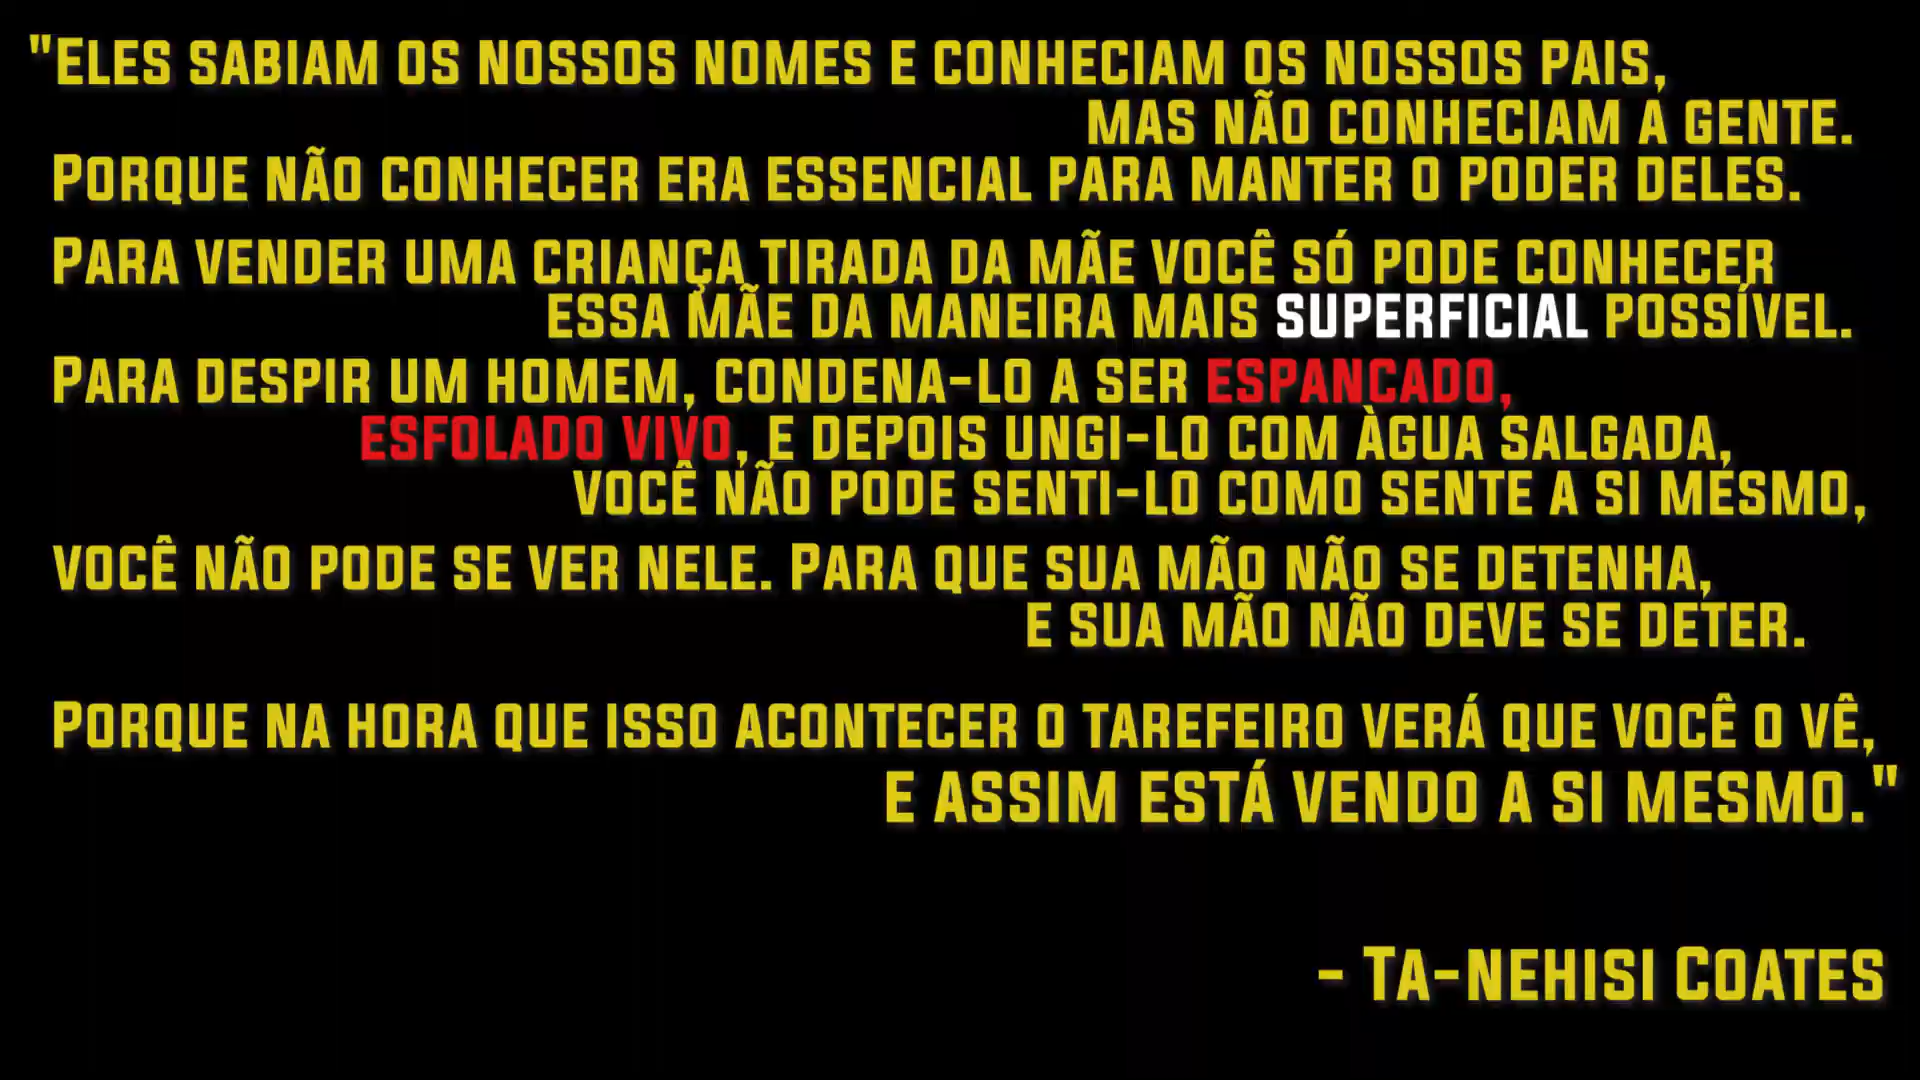 "Eles sabiam os nossos nomes e conheciam os nossos pais,
mas não conheciam a gente.
Porque não conhecer era essencial para manter o poder deles.
Para vender uma criança tirada da mãe você só pode conhecer
essa mãe da maneira mais superficial possível.
Para despir um homem, condena-lo a ser espancado,
esfolado vivo, e depois ungi-lo com àgua salgada,
você não pode senti-lo como sente a si mesmo,
você não pode se ver nele. Para que sua mão não se detenha,
e sua mão não deve se deter.
Porque na hora que isso acontecer o tarefeiro verá que você o vê,
e assim está vendo a si mesmo."
- Ta-nehisi Coates